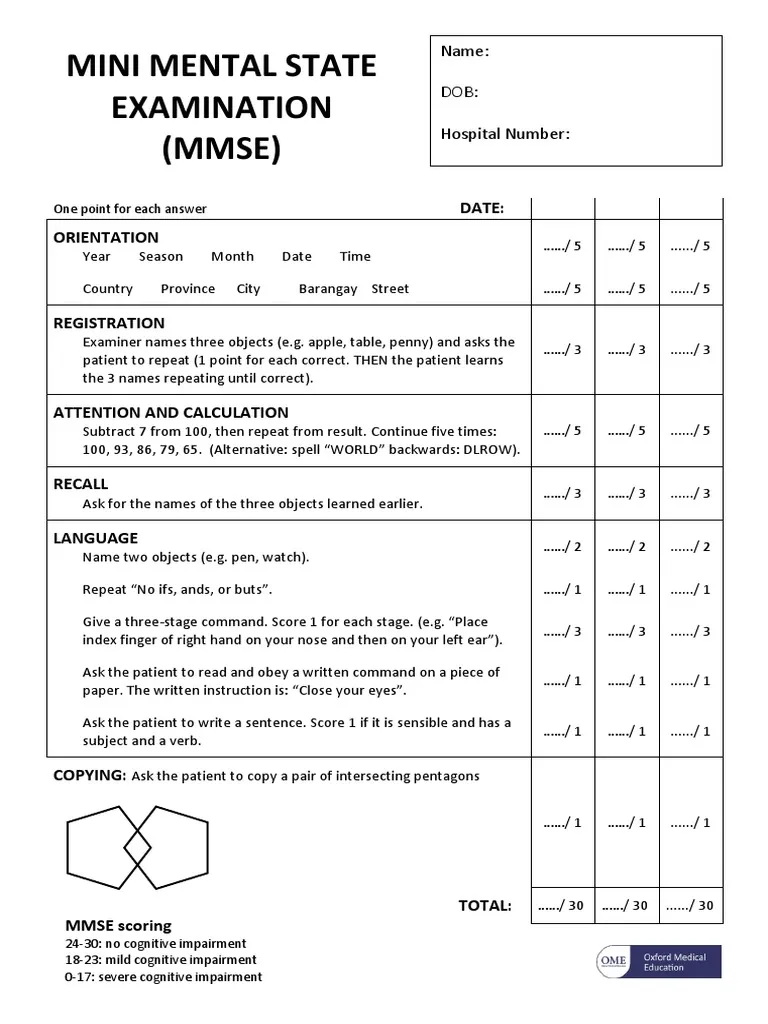 MINI MENTAL STATE
EXAMINATION
(MMSE)
Name:
DOB:
Hospital Number:
One point for each answer DATE:
ORIENTATION
Year Season Month Date Time ....../ 5 ....../ 5 ....../ 5
Country Province City Barangay Street ....../ 5 ....../ 5 ....../ 5
REGISTRATION
Examiner names three objects (e.g. apple, table, penny) and asks the
patient to repeat (1 point for each correct. THEN the patient learns
the 3 names repeating until correct).
....../ 3 ....../ 3 ....../ 3
ATTENTION AND CALCULATION
Subtract 7 from 100, then repeat from result. Continue five times:
100, 93, 86, 79, 65. (Alternative: spell “WORLD” backwards: DLROW).
....../ 5 ....../ 5 ....../ 5
RECALL
Ask for the names of the three objects learned earlier.
....../ 3 ....../ 3 ....../ 3
LANGUAGE
Name two objects (e.g. pen, watch). ....../ 2 ....../ 2 ....../ 2
Repeat “No ifs, ands, or buts”. ....../ 1 ....../ 1 ....../ 1
Give a three-stage command. Score 1 for each stage. (e.g. “Place
index finger of right hand on your nose and then on your left ear”).
....../ 3 ....../ 3 ....../ 3
Ask the patient to read and obey a written command on a piece of
paper. The written instruction is: “Close your eyes”.
....../ 1 ....../ 1 ....../ 1
Ask the patient to write a sentence. Score 1 if it is sensible and has a
subject and a verb.
....../ 1 ....../ 1 ....../ 1
COPYING: Ask the patient to copy a pair of intersecting pentagons
....../ 1 ....../ 1 ....../ 1
TOTAL: ....../ 30 ....../ 30 ....../ 30
MMSE scoring
24-30: no cognitive impairment
18-23: mild cognitive impairment
0-17: severe cognitive impairment
OME
Oxford Medical
Education